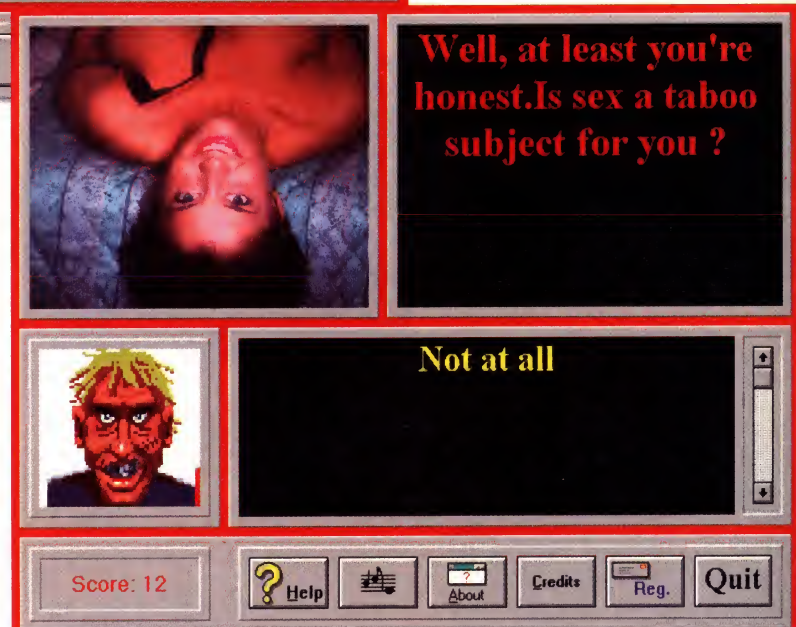 Well, at least you're
honest.Is sex a taboo
subject for you ?
Not at all
Score: 12
? Help
? About
Credits
Reg.
Quit